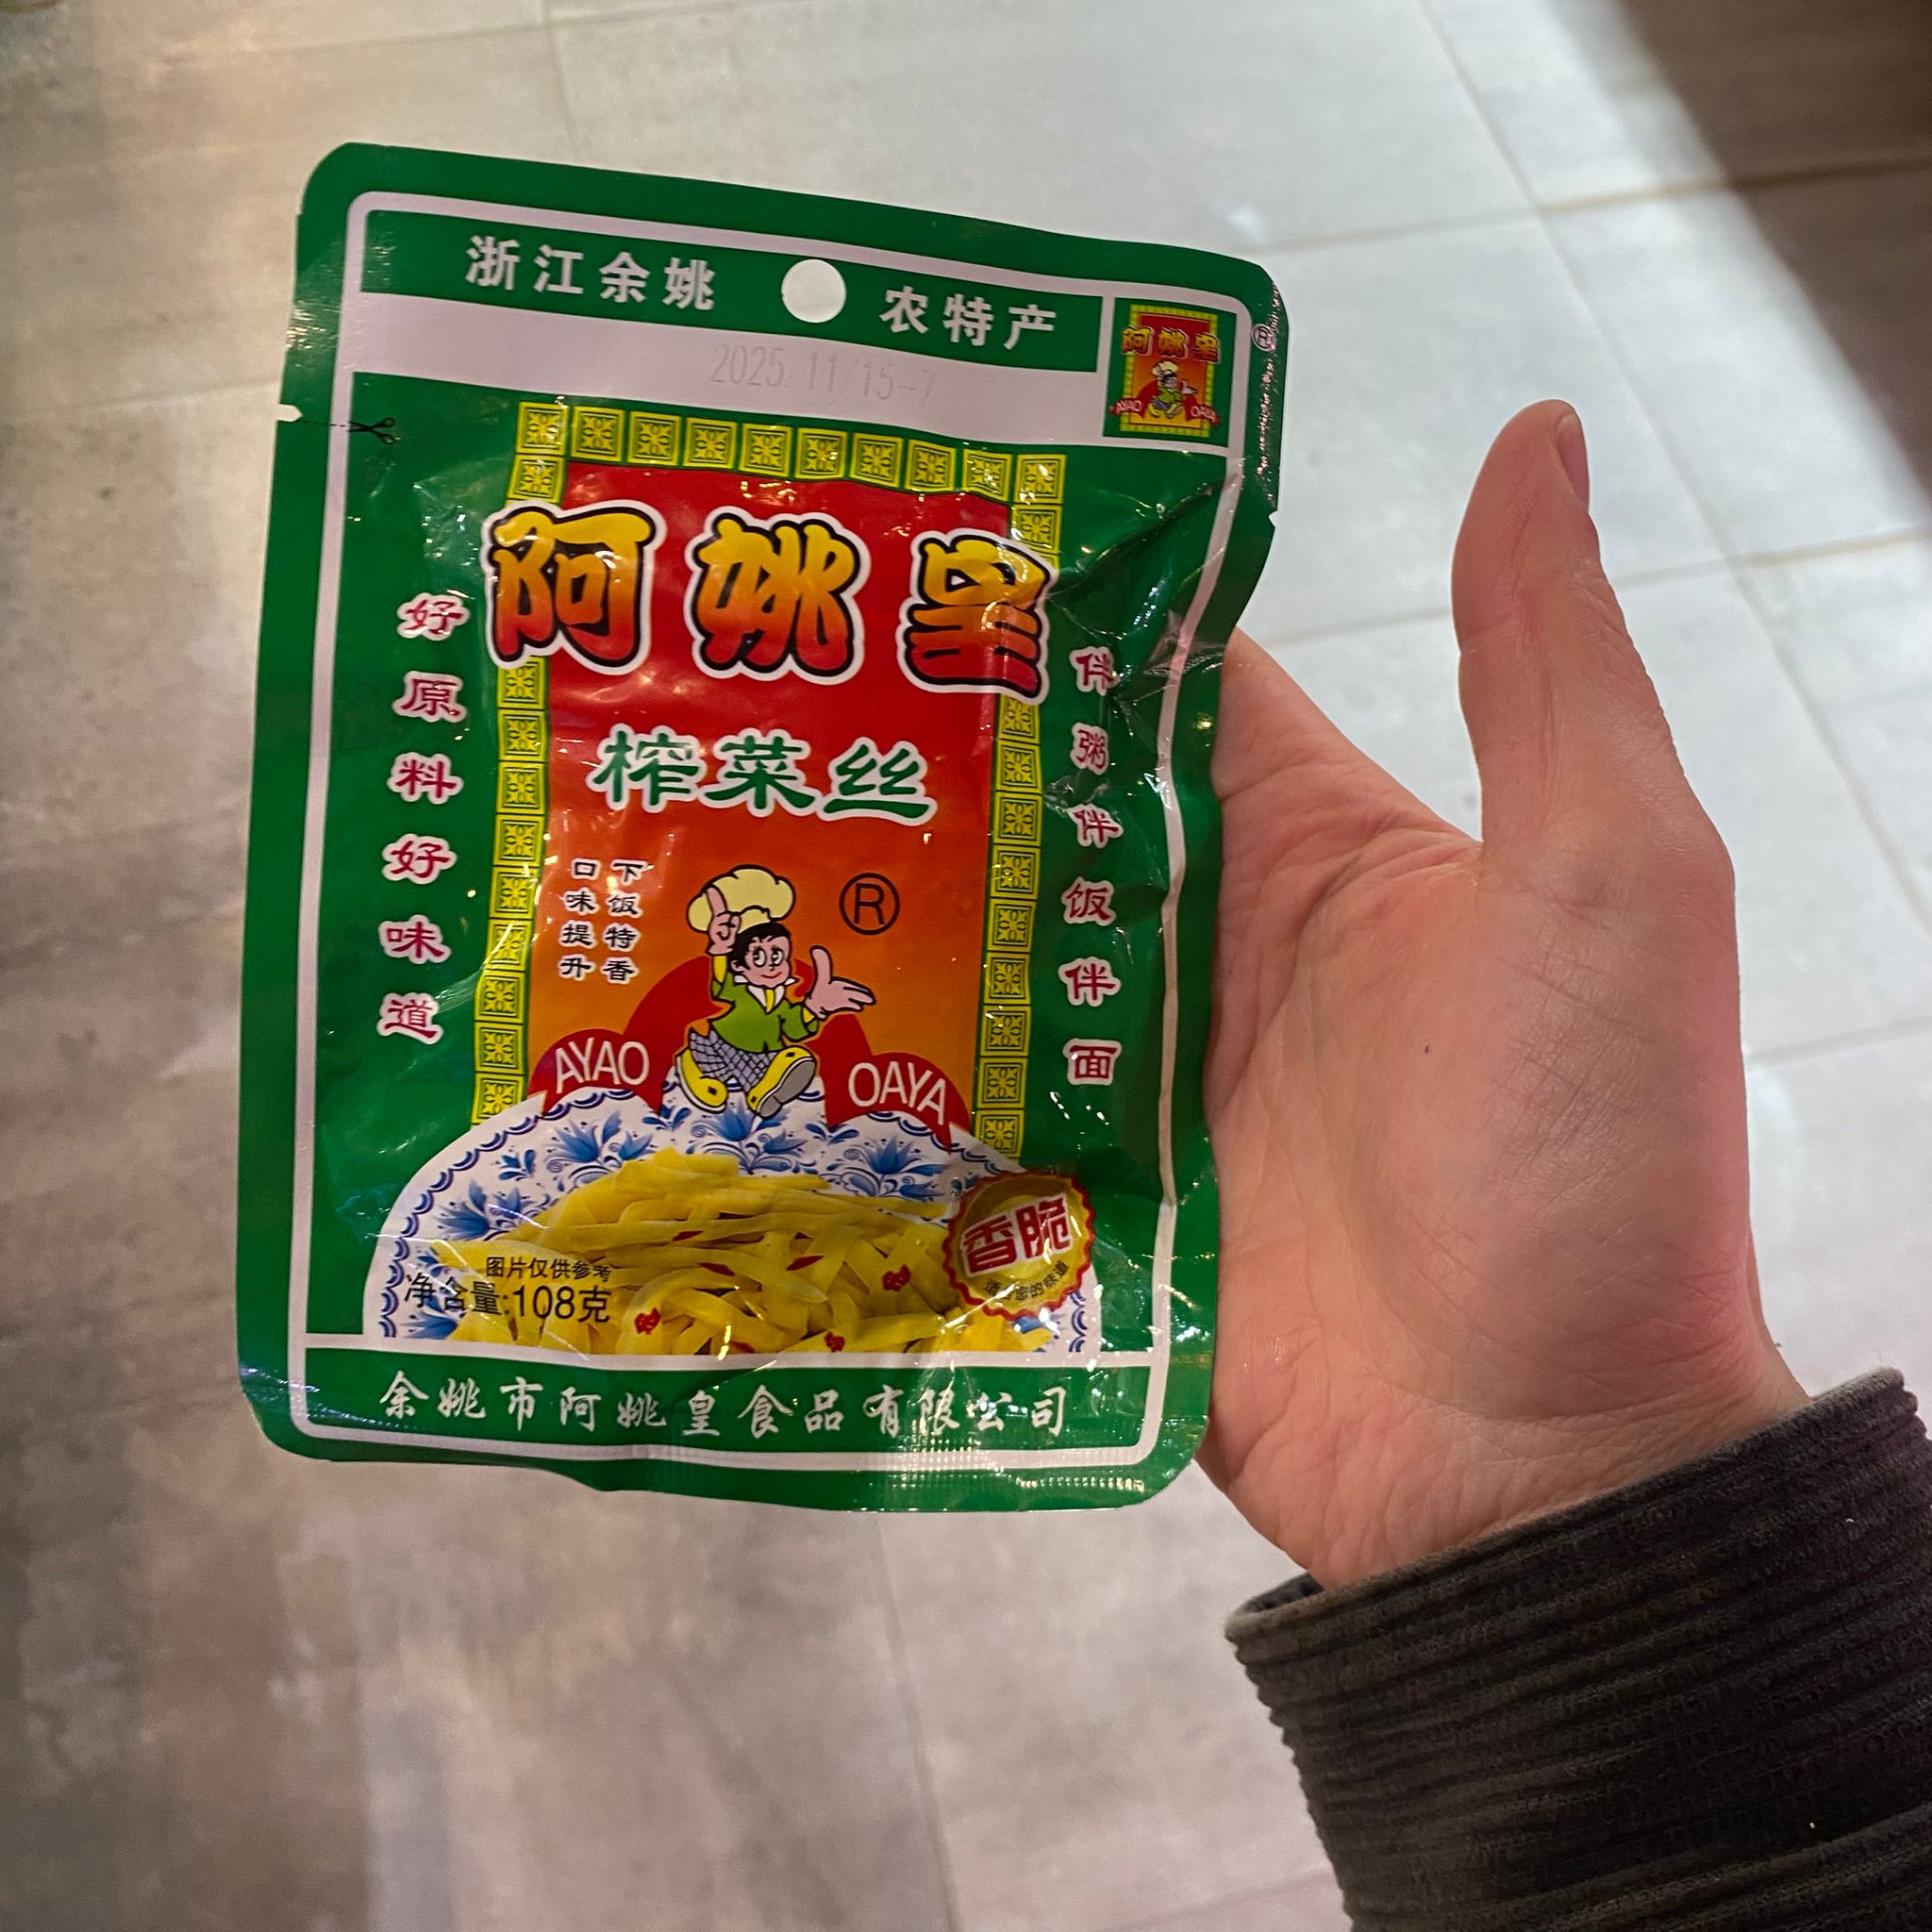 浙江余姚 农特产
2025/11/15-7
阿姚皇
AYAO OAYA
®
阿姚皇
榨菜丝
好原料好味道
伴粥伴饭伴面
下饭特香
口味提升
®
AYAO OAYA
香脆
的味道
图片仅供参考
净含量:108克
余姚市阿姚皇食品有限公司